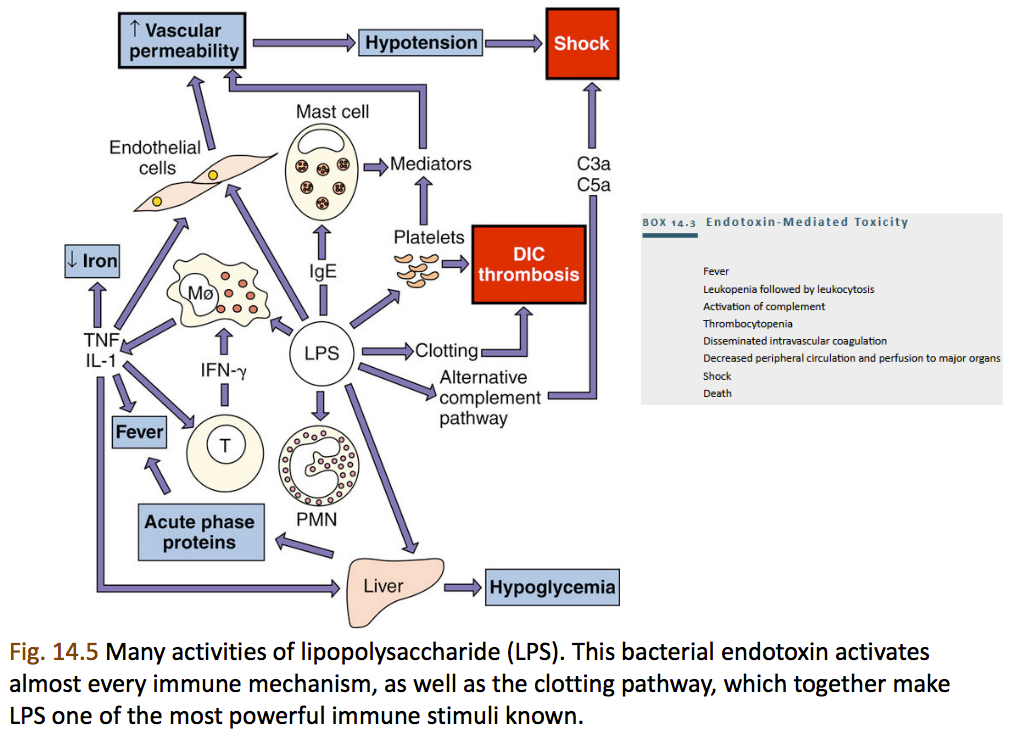 ↑ Vascular
permeability
Hypotension
Shock
Mast cell
Endothelial
cells
Mediators
C3a
C5a
Platelets
DIC
thrombosis
↓ Iron
IgE
Mø
TNF
IL-1
LPS
Clotting
IFN-γ
Alternative
complement
pathway
Fever
T
PMN
Acute phase
proteins
Liver
Hypoglycemia
BOX 14.3 Endotoxin-Mediated Toxicity
Fever
Leukopenia followed by leukocytosis
Activation of complement
Thrombocytopenia
Disseminated intravascular coagulation
Decreased peripheral circulation and perfusion to major organs
Shock
Death
Fig. 14.5 Many activities of lipopolysaccharide (LPS). This bacterial endotoxin activates
almost every immune mechanism, as well as the clotting pathway, which together make
LPS one of the most powerful immune stimuli known.